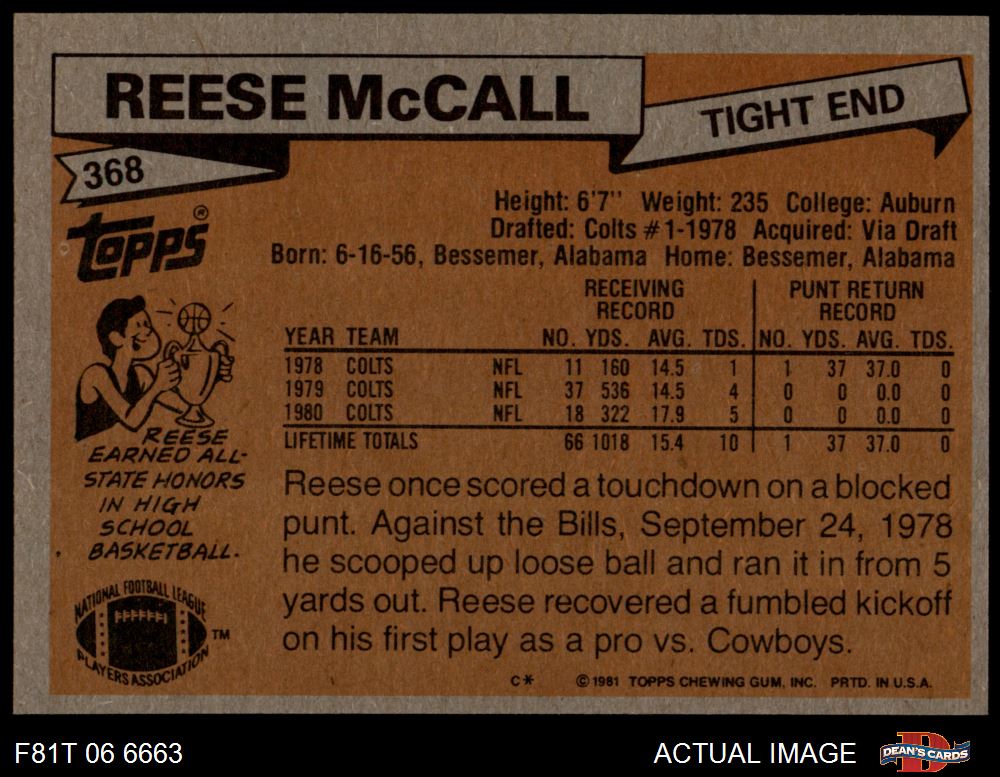 REESE McCALL
TIGHT END
368
Topps®
Height: 6'7" Weight: 235 College: Auburn
Drafted: Colts #1-1978 Acquired: Via Draft
Born: 6-16-56, Bessemer, Alabama Home: Bessemer, Alabama
RECEIVING RECORD PUNT RETURN RECORD
YEAR TEAM NO. YDS. AVG. TDS. NO. YDS. AVG. TDS.
1978 COLTS NFL 11 160 14.5 1 1 37 37.0 0
1979 COLTS NFL 37 536 14.5 4 0 0 0.0 0
1980 COLTS NFL 18 322 17.9 5 0 0 0.0 0
LIFETIME TOTALS 66 1018 15.4 10 1 37 37.0 0
REESE
EARNED ALL-
STATE HONORS
IN HIGH
SCHOOL
BASKETBALL.
Reese once scored a touchdown on a blocked
punt. Against the Bills, September 24, 1978
he scooped up loose ball and ran it in from 5
yards out. Reese recovered a fumbled kickoff
on his first play as a pro vs. Cowboys.
NATIONAL FOOTBALL LEAGUE
PLAYERS ASSOCIATION
TM
C* ©1981 TOPPS CHEWING GUM, INC. PRTD. IN U.S.A.
F81T 06 6663
ACTUAL IMAGE
D
DEAN'S CARDS